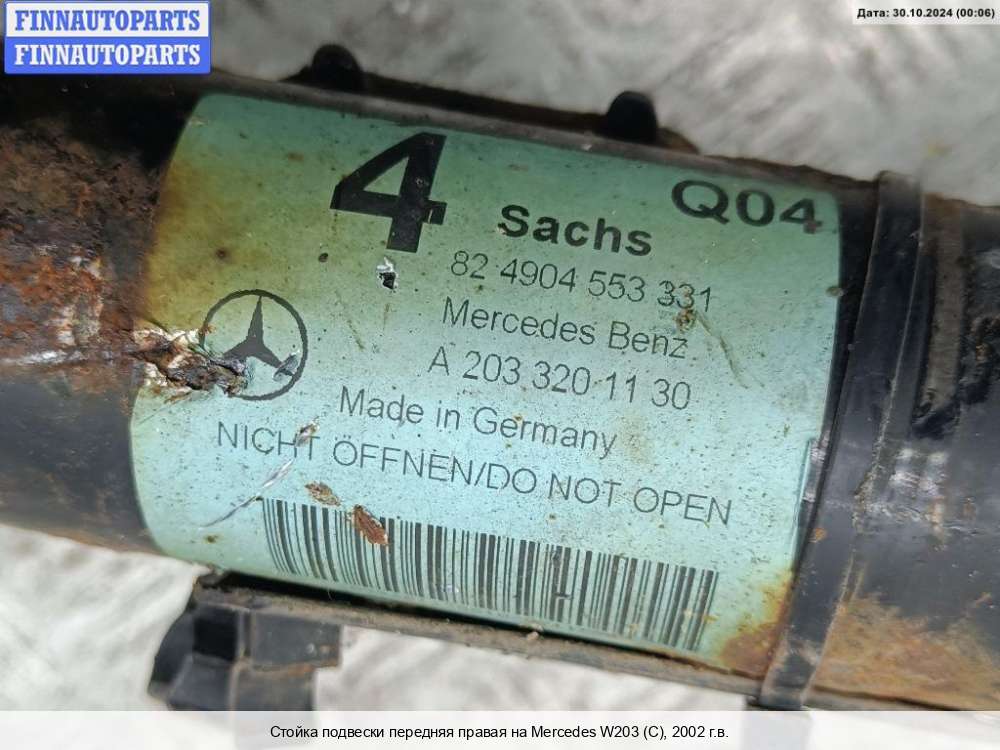 FINNAUTOPARTS
FINNAUTOPARTS
Дата: 30.10.2024 (00:06)
4
Q04
Sachs
82 4904 553 331
Mercedes Benz
A 203 320 11 30
Made in Germany
NICHT ÖFFNEN/DO NOT OPEN
Стойка подвески передняя правая на Mercedes W203 (C), 2002 г.в.